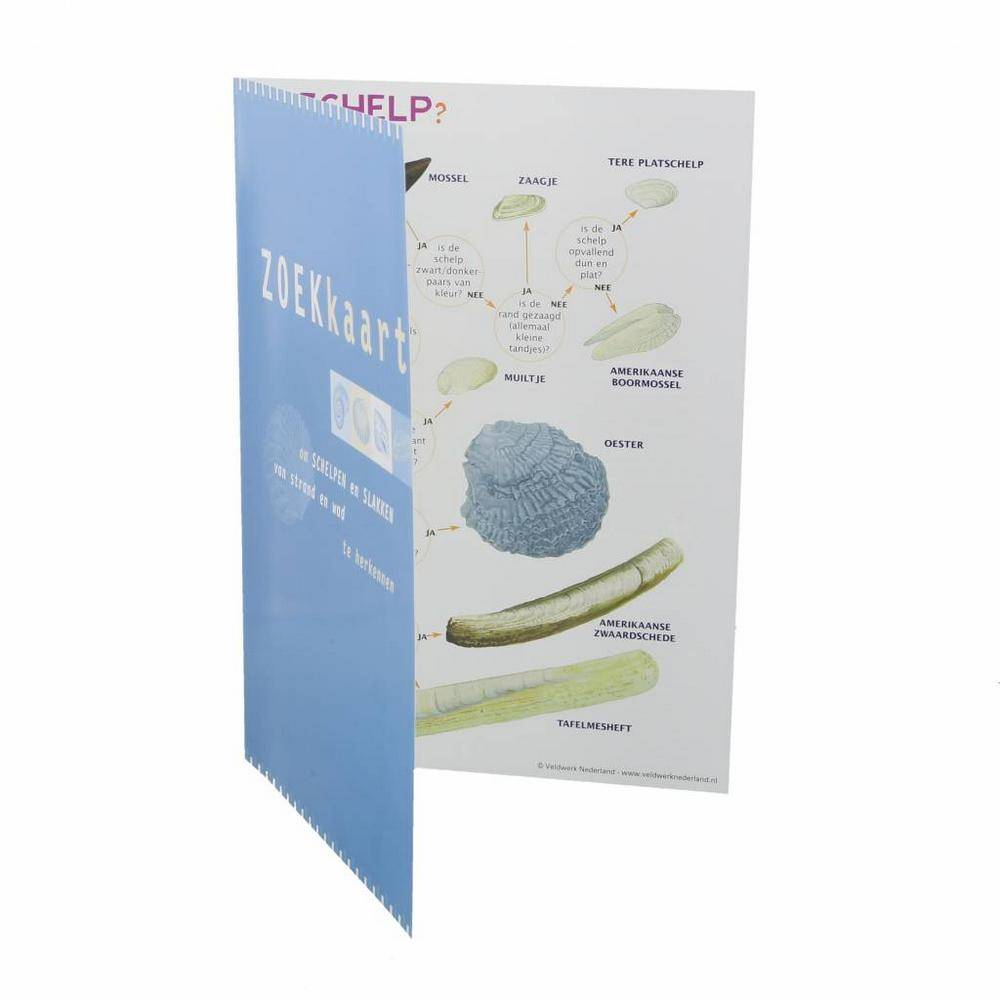 ZOEKkaart
om SCHELPEN en SLAKKEN
van strand en wad
te herkennen
SCHELP?
MOSSEL
ZAAGJE
TERE PLATSCHELP
JA
is de
schelp
zwart/donker-
paars van
kleur?
NEE
JA
is de
rand gezaagd
(allemaal
kleine
tandjes)?
NEE
is de
schelp
opvallend
dun en
plat?
JA
NEE
AMERIKAANSE
BOORMOSSEL
MUILTJE
JA
OESTER
JA
AMERIKAANSE
ZWAARDSCHEDE
JA
TAFELMESHEFT
© Veldwerk Nederland - www.veldwerknederland.nl